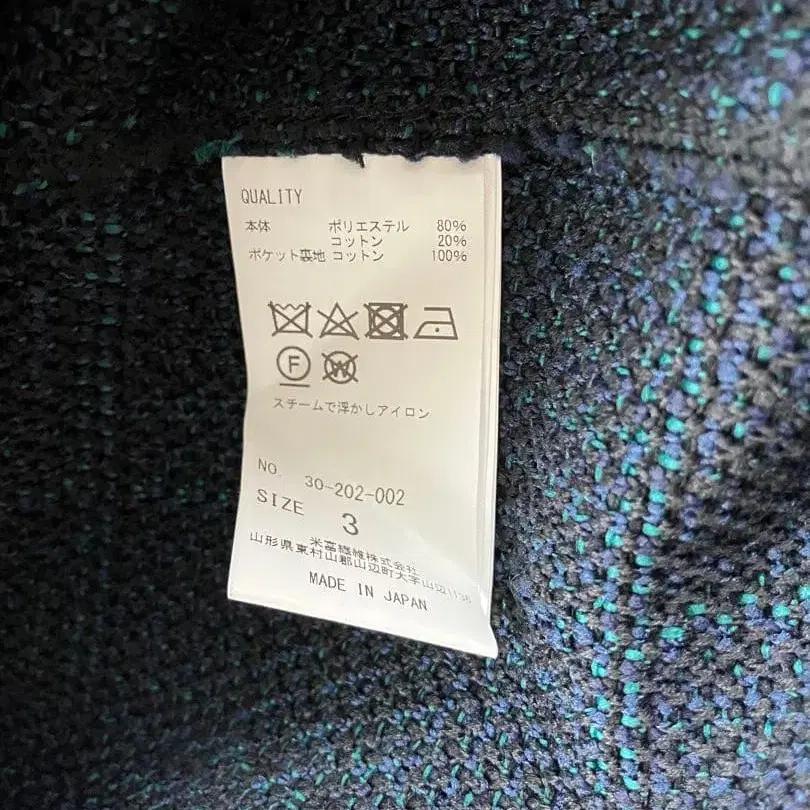 QUALITY
本体 ポリエステル 80%
コットン 20%
ポケット裏地 コットン 100%
F W
スチームで浮かしアイロン
No. 30-202-002
SIZE 3
米富繊維株式会社
山形県東村山郡山辺町大字山辺1136
MADE IN JAPAN